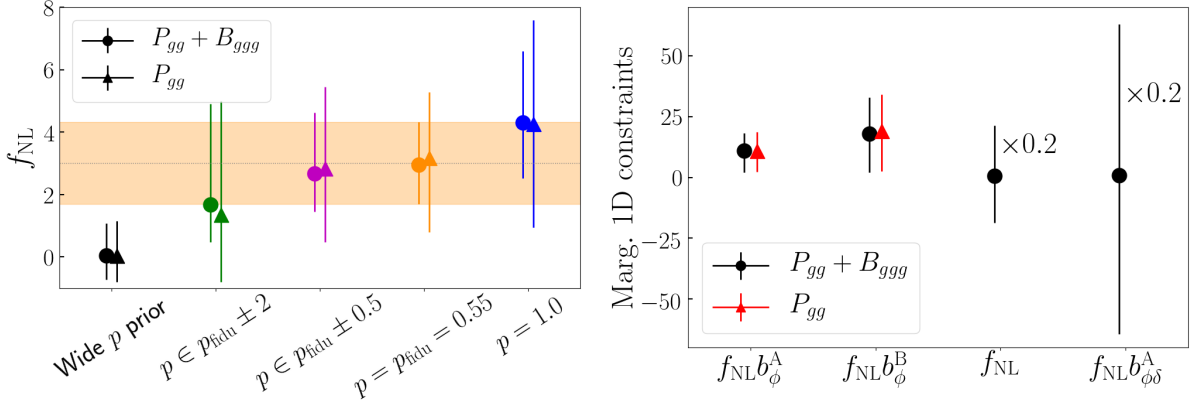 8
6
4
2
0
f_NL
P_gg + B_ggg
P_gg
Wide p prior
p ∈ p_fidu ± 2
p ∈ p_fidu ± 0.5
p = p_fidu = 0.55
p = 1.0
Marg. 1D constraints
50
25
0
−25
−50
×0.2
×0.2
P_gg + B_ggg
P_gg
f_NL b_ϕ^A
f_NL b_ϕ^B
f_NL
f_NL b_ϕδ^A